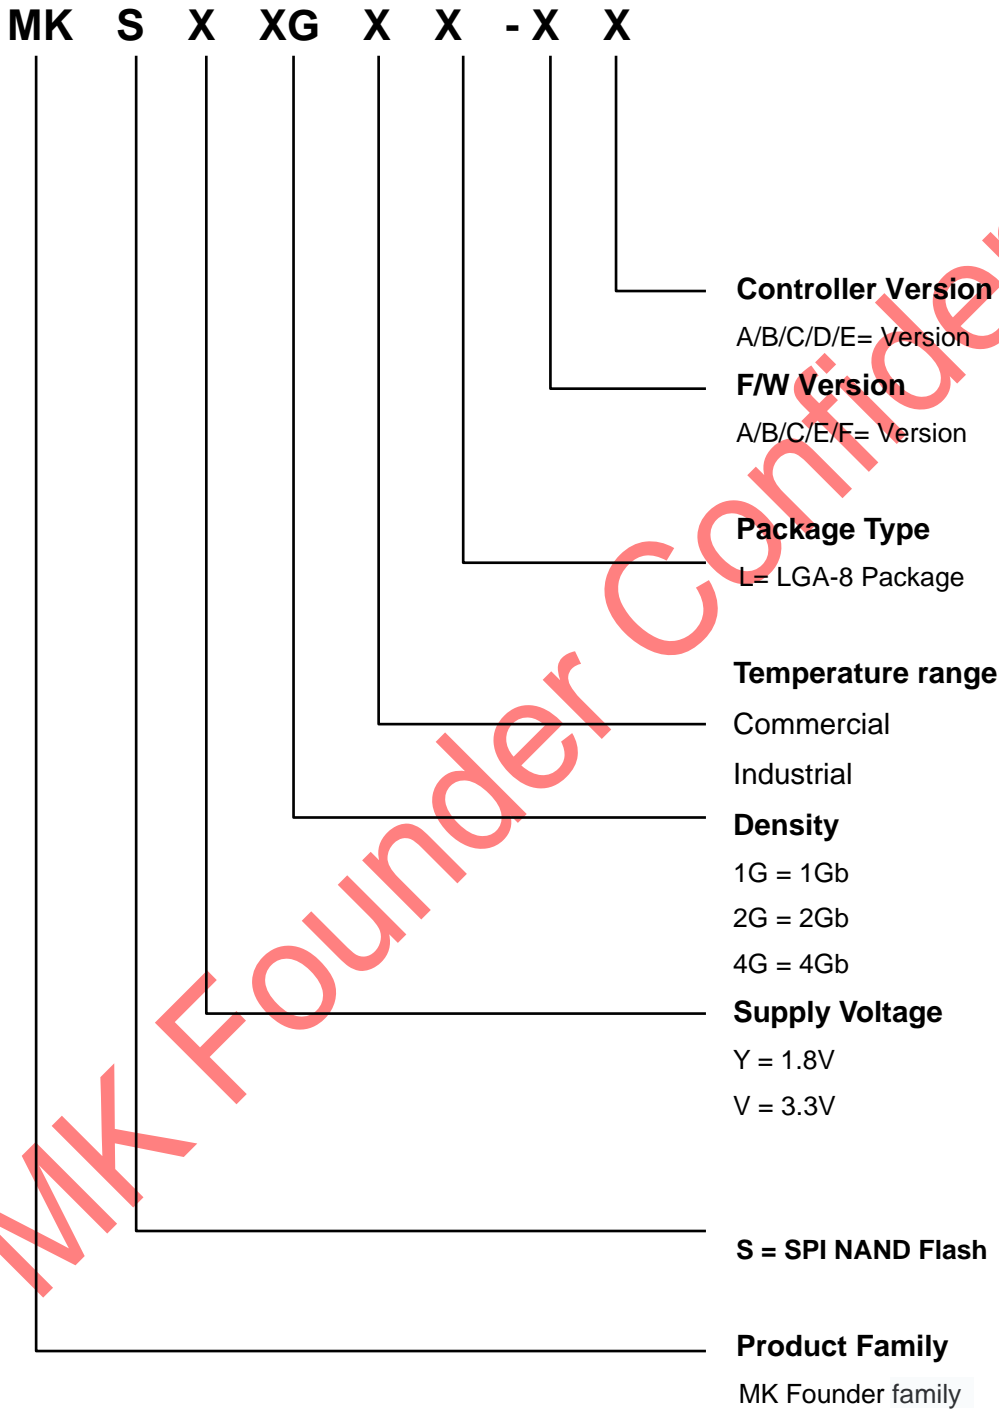 MK S X XG X X - X X
Controller Version
A/B/C/D/E= Version
F/W Version
A/B/C/E/F= Version
Package Type
L= LGA-8 Package
Temperature range
Commercial
Industrial
Density
1G = 1Gb
2G = 2Gb
4G = 4Gb
Supply Voltage
Y = 1.8V
V = 3.3V
S = SPI NAND Flash
Product Family
MK Founder family
MK Founder Confiden